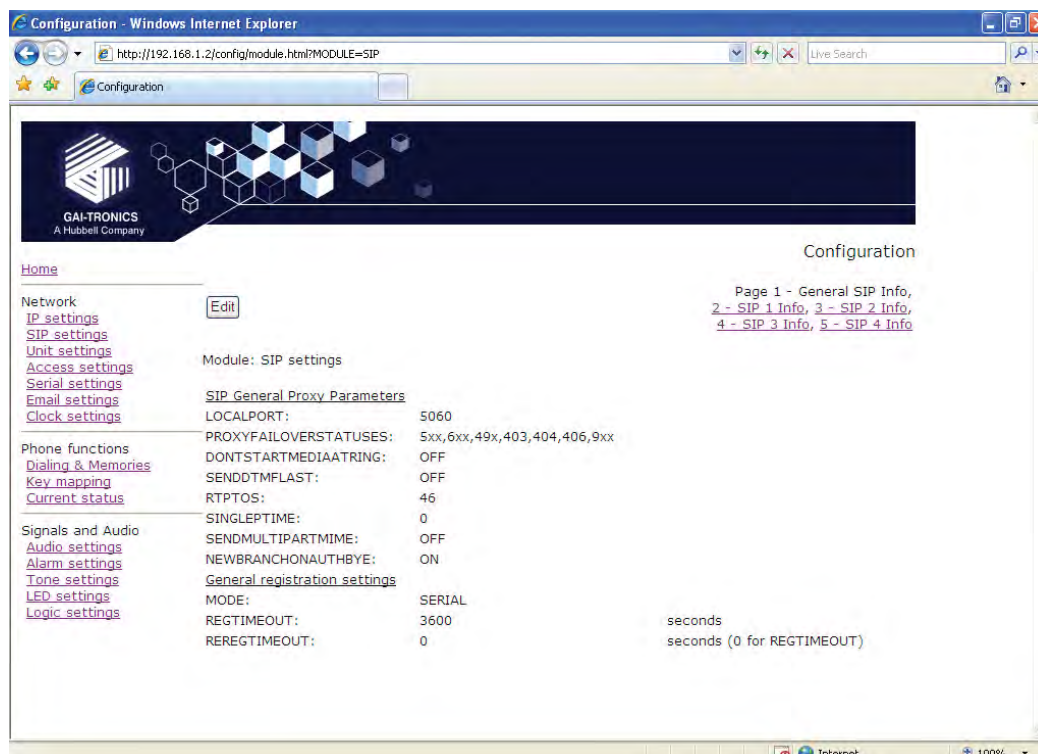 Configuration - Windows Internet Explorer
http://192.168.1.2/config/module.html?MODULE=SIP
Live Search
Configuration
GAI-TRONICS
A Hubbell Company
Configuration
Home
Page 1 - General SIP Info,
2 - SIP 1 Info, 3 - SIP 2 Info,
4 - SIP 3 Info, 5 - SIP 4 Info
Edit
Network
IP settings
SIP settings
Unit settings
Access settings
Serial settings
Email settings
Clock settings
Phone functions
Dialing & Memories
Key mapping
Current status
Signals and Audio
Audio settings
Alarm settings
Tone settings
LED settings
Logic settings
Module: SIP settings
SIP General Proxy Parameters
LOCALPORT: 5060
PROXYFAILOVERSTATUSES: 5xx,6xx,49x,403,404,406,9xx
DONTSTARTMEDIAATRING: OFF
SENDDTMFLAST: OFF
RTPTOS: 46
SINGLEPTIME: 0
SENDMULTIPARTMIME: OFF
NEWBRANCHONAUTHBYE: ON
General registration settings
MODE: SERIAL
REGTIMEOUT: 3600 seconds
REREGTIMEOUT: 0 seconds (0 for REGTIMEOUT)
Internet
100%